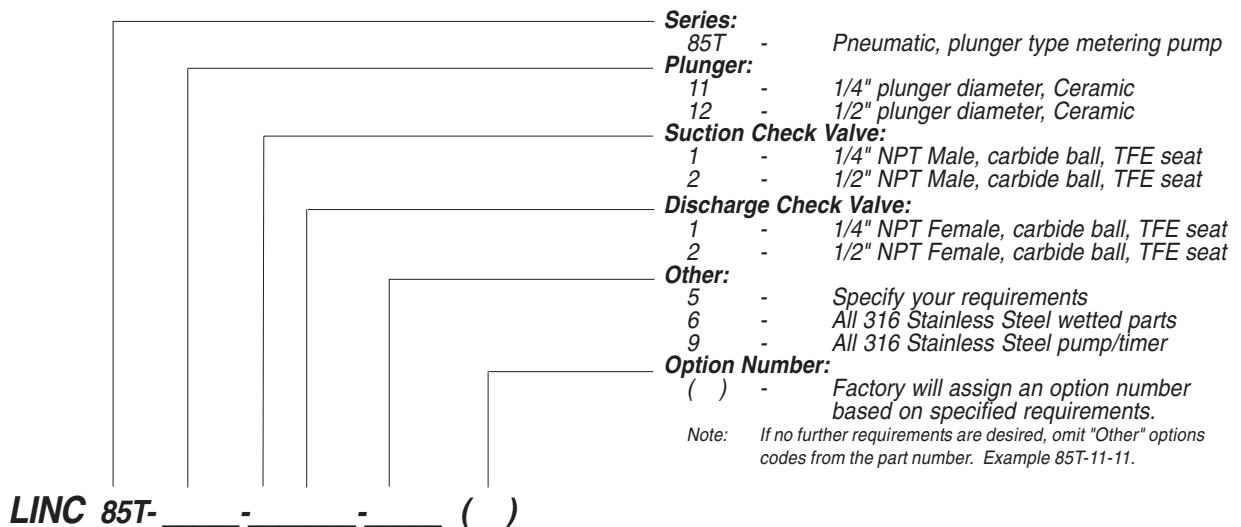 Series:
85T - Pneumatic, plunger type metering pump
Plunger:
11 - 1/4" plunger diameter, Ceramic
12 - 1/2" plunger diameter, Ceramic
Suction Check Valve:
1 - 1/4" NPT Male, carbide ball, TFE seat
2 - 1/2" NPT Male, carbide ball, TFE seat
Discharge Check Valve:
1 - 1/4" NPT Female, carbide ball, TFE seat
2 - 1/2" NPT Female, carbide ball, TFE seat
Other:
5 - Specify your requirements
6 - All 316 Stainless Steel wetted parts
9 - All 316 Stainless Steel pump/timer
Option Number:
( ) - Factory will assign an option number
based on specified requirements.
Note: If no further requirements are desired, omit "Other" options
codes from the part number. Example 85T-11-11.
LINC 85T- _____-_______-_____ ( )